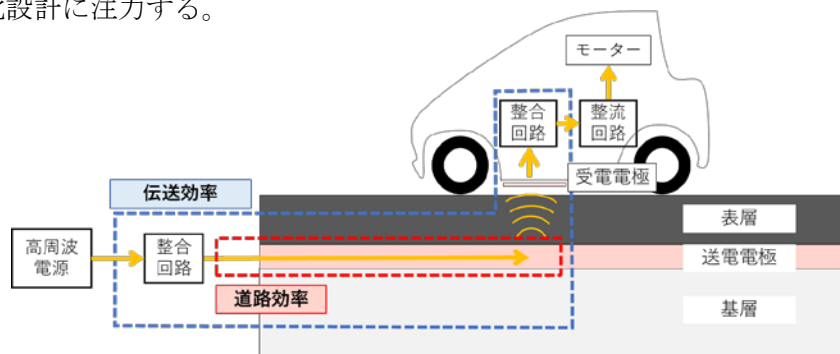 化設計に注力する。
モーター
整合
回路
整流
回路
受電電極
伝送効率
表層
高周波
電源
整合
回路
送電電極
道路効率
基層